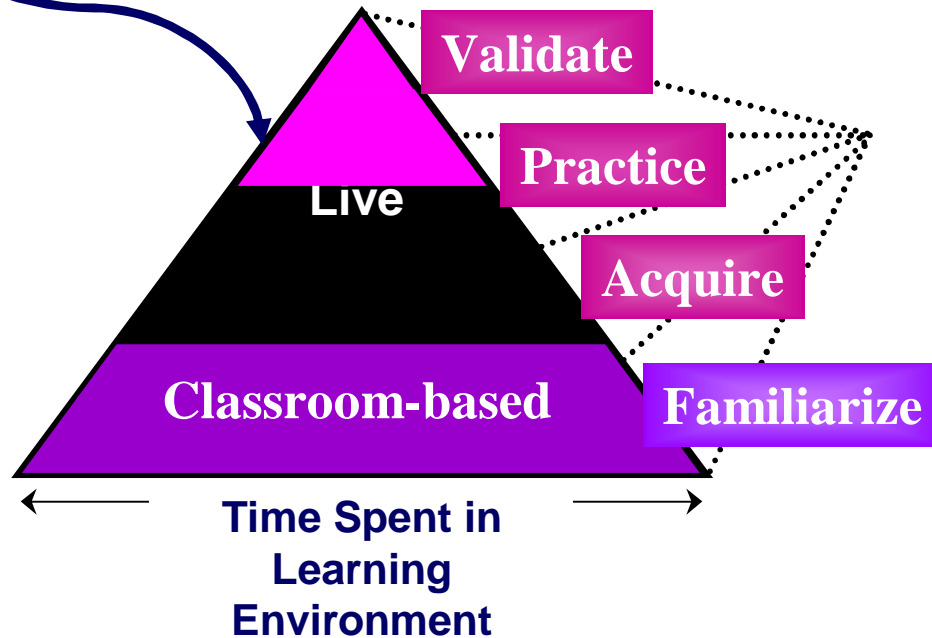 Validate
Practice
Live
Acquire
Familiarize
Classroom-based
Time Spent in
Learning
Environment